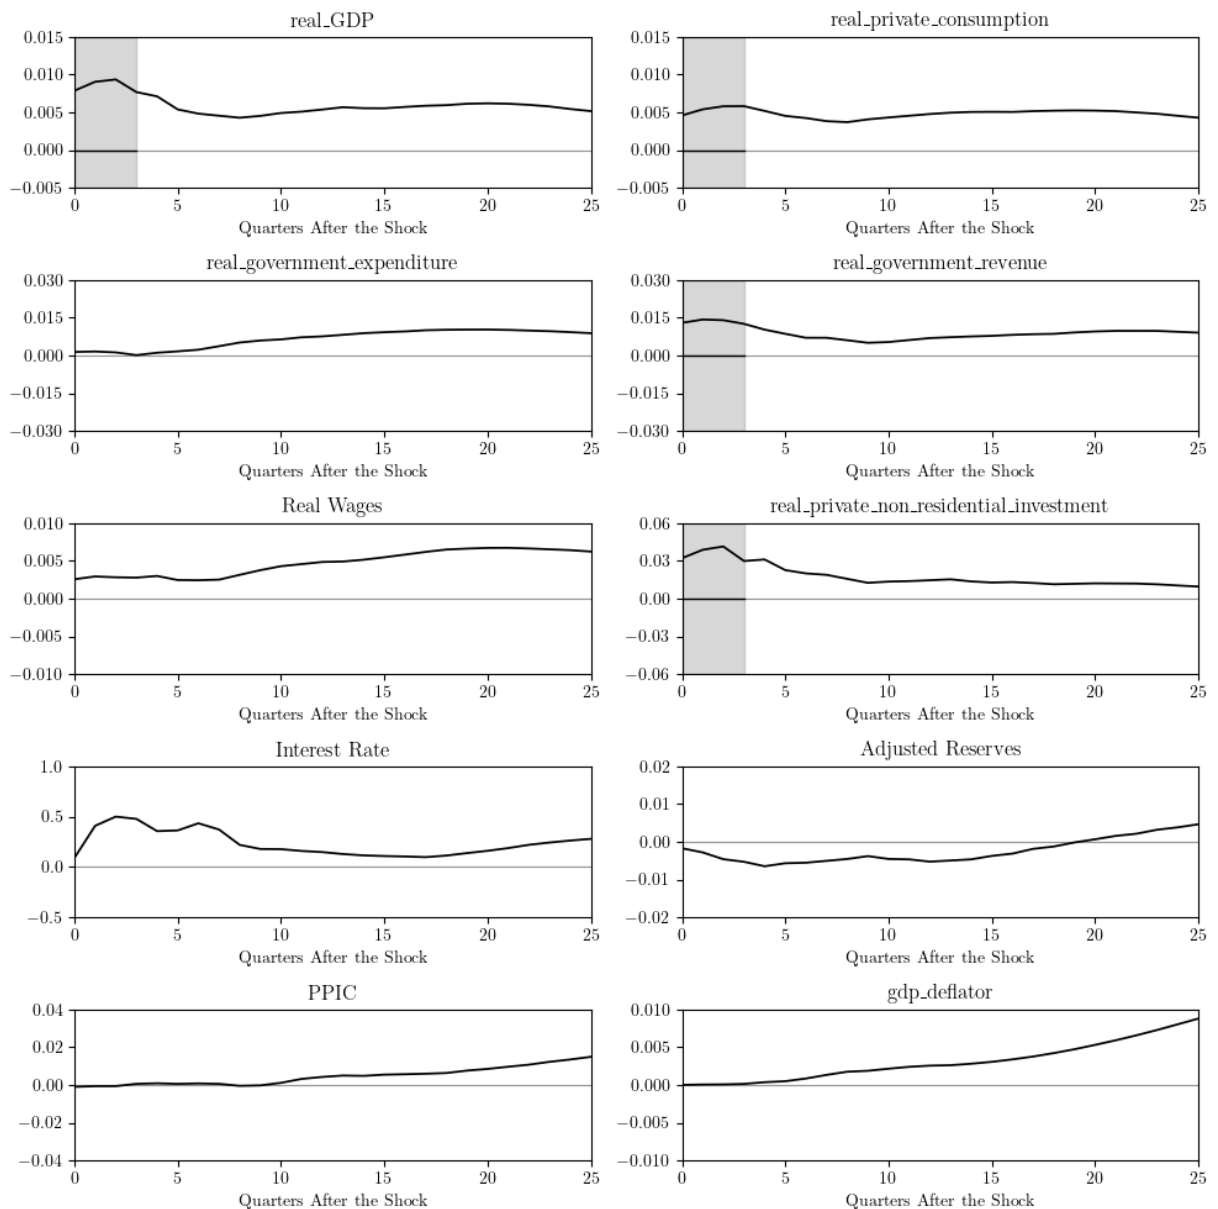 real_GDP
0.015
0.010
0.005
0.000
−0.005
0 5 10 15 20 25
Quarters After the Shock
real_private_consumption
0.015
0.010
0.005
0.000
−0.005
0 5 10 15 20 25
Quarters After the Shock
real_government_expenditure
0.030
0.015
0.000
−0.015
−0.030
0 5 10 15 20 25
Quarters After the Shock
real_government_revenue
0.030
0.015
0.000
−0.015
−0.030
0 5 10 15 20 25
Quarters After the Shock
Real Wages
0.010
0.005
0.000
−0.005
−0.010
0 5 10 15 20 25
Quarters After the Shock
real_private_non_residential_investment
0.06
0.03
0.00
−0.03
−0.06
0 5 10 15 20 25
Quarters After the Shock
Interest Rate
1.0
0.5
0.0
−0.5
0 5 10 15 20 25
Quarters After the Shock
Adjusted Reserves
0.02
0.01
0.00
−0.01
−0.02
0 5 10 15 20 25
Quarters After the Shock
PPIC
0.04
0.02
0.00
−0.02
−0.04
0 5 10 15 20 25
Quarters After the Shock
gdp_deflator
0.010
0.005
0.000
−0.005
−0.010
0 5 10 15 20 25
Quarters After the Shock